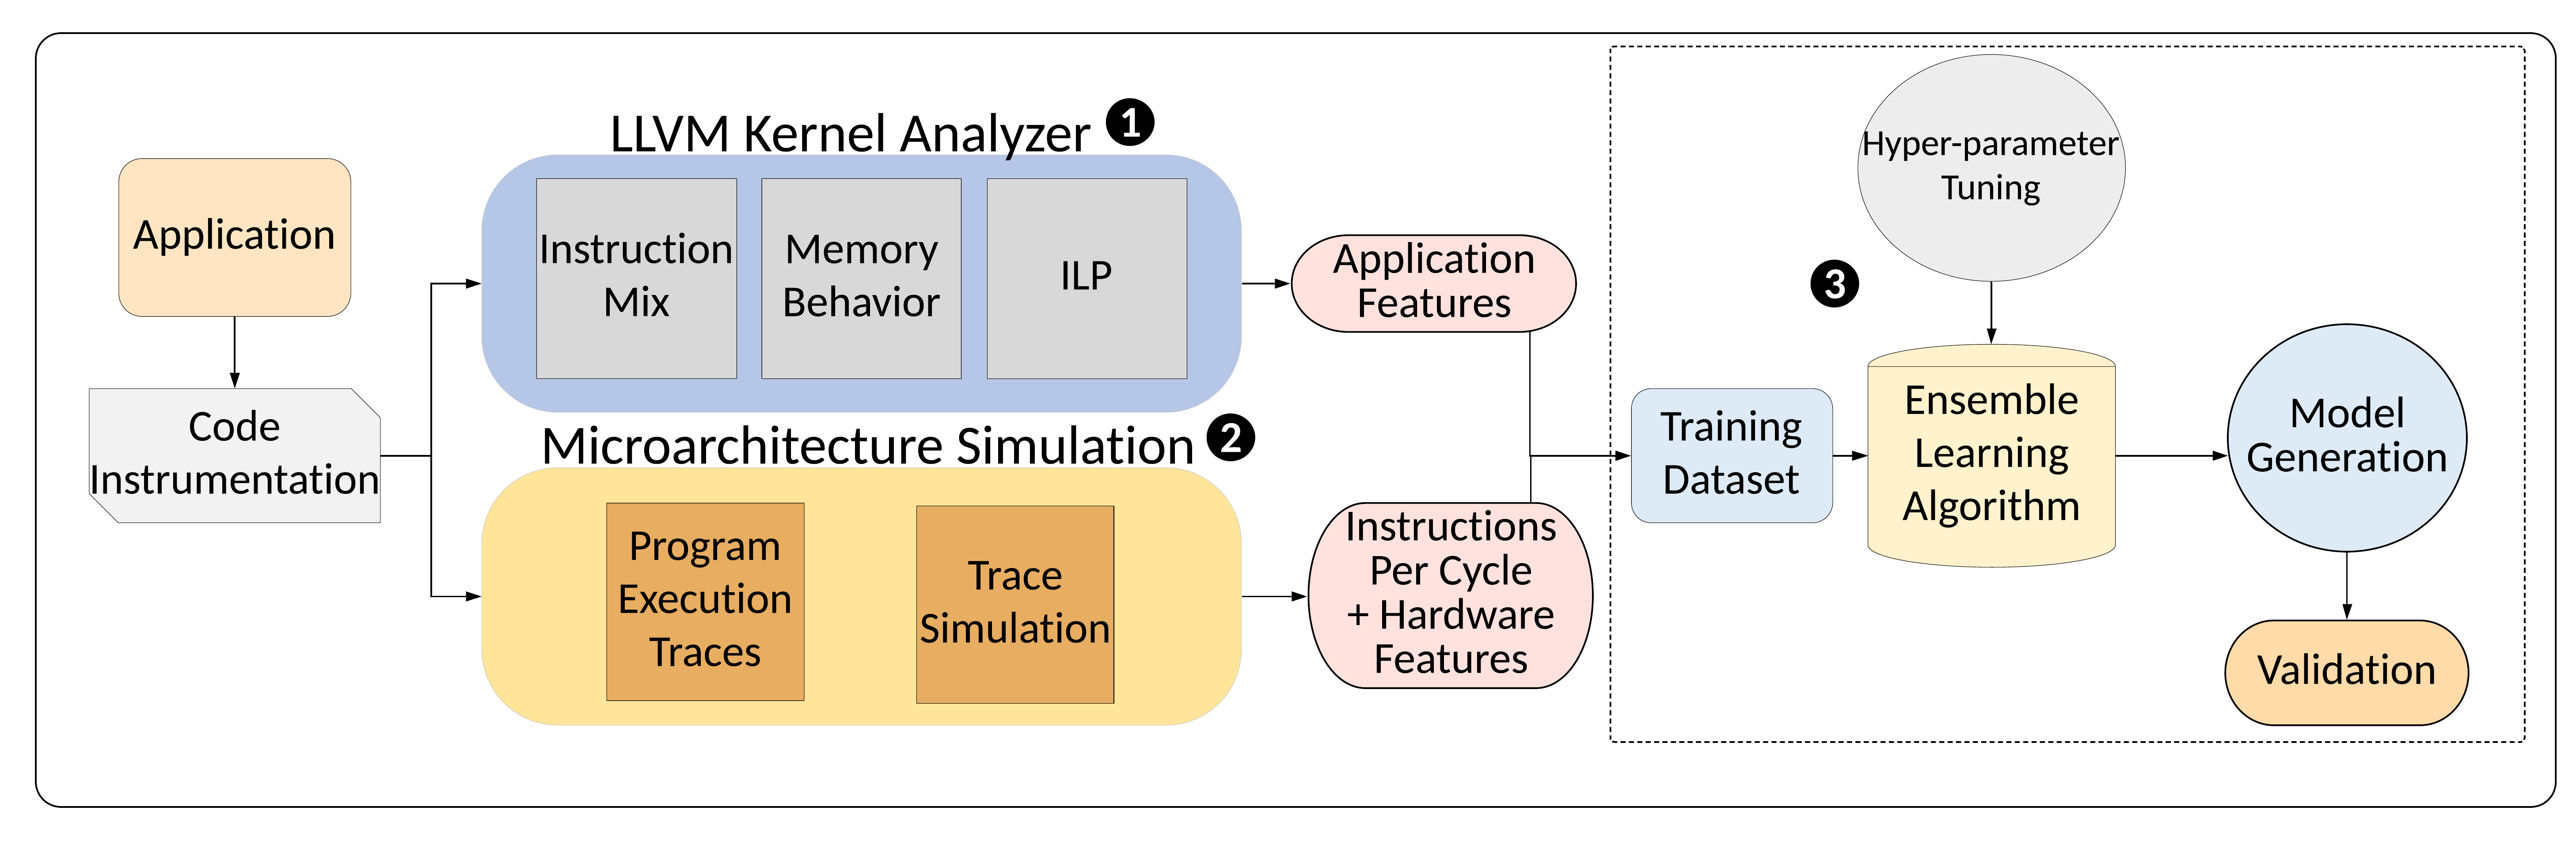 Application
Code
Instrumentation
LLVM Kernel Analyzer 1
Instruction
Mix
Memory
Behavior
ILP
Microarchitecture Simulation 2
Program
Execution
Traces
Trace
Simulation
Application
Features
Instructions
Per Cycle
+ Hardware
Features
3
Hyper-parameter
Tuning
Training
Dataset
Ensemble
Learning
Algorithm
Model
Generation
Validation